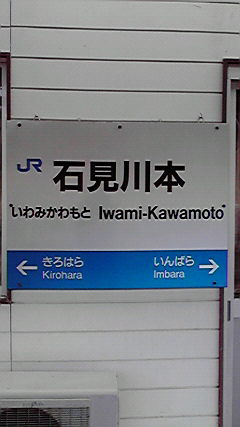 JR 石見川本
いわみかわもと Iwami-Kawamoto
← きろはら いんばら →
Kirohara Imbara